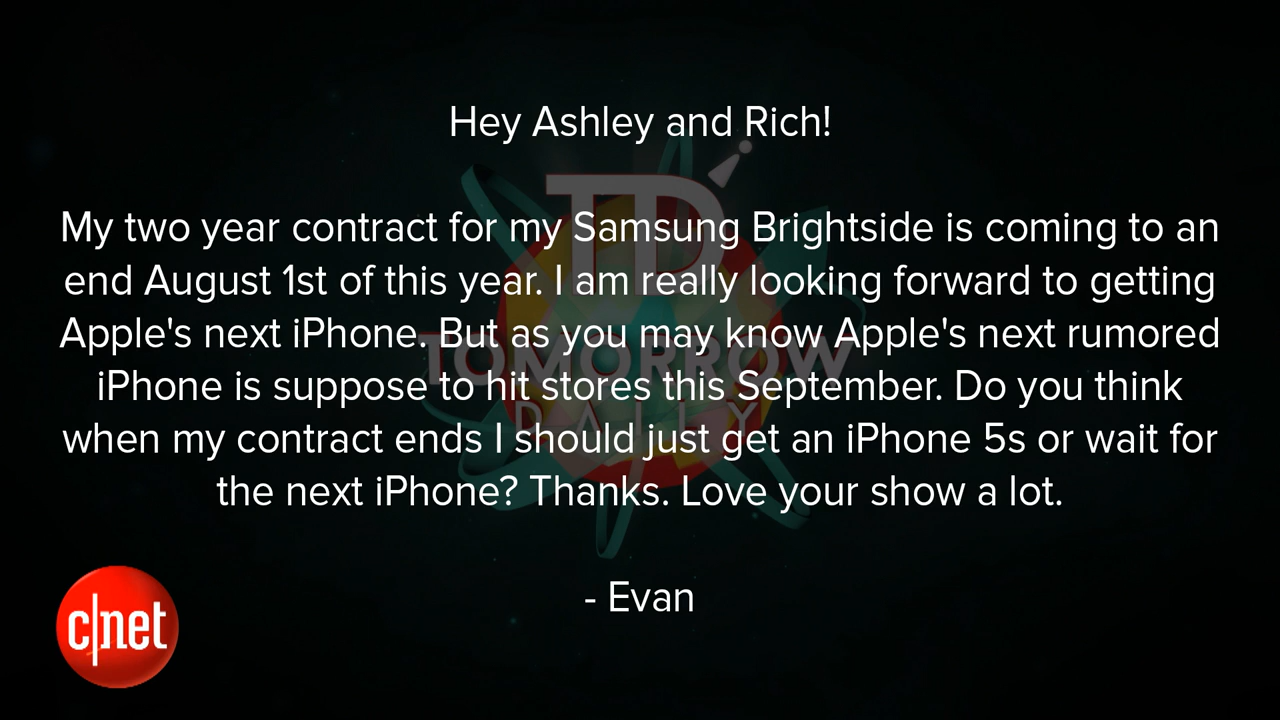 Hey Ashley and Rich!
My two year contract for my Samsung Brightside is coming to an
end August 1st of this year. I am really looking forward to getting
Apple's next iPhone. But as you may know Apple's next rumored
iPhone is suppose to hit stores this September. Do you think
when my contract ends I should just get an iPhone 5s or wait for
the next iPhone? Thanks. Love your show a lot.
- Evan
TD
TOMORROW
DAILY
c|net